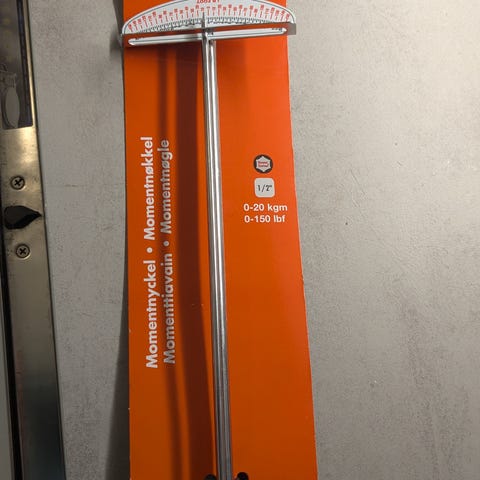 Momentnyckel • Momentnøkkel
Momenttiavain • Momentnøgle
1/2"
0-20 kgm
0-150 lbf